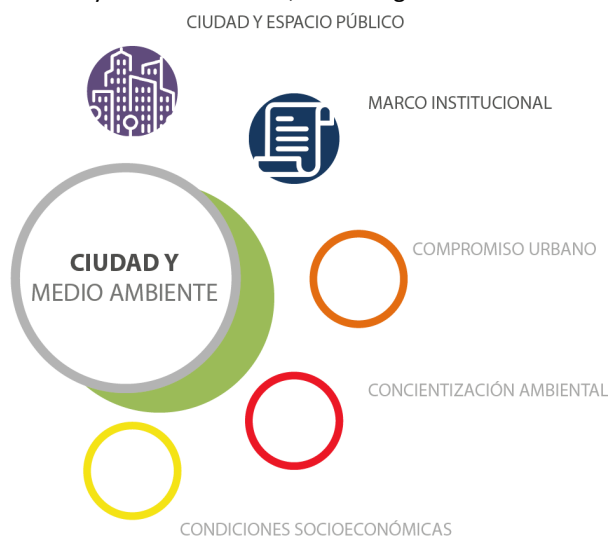 CIUDAD Y ESPACIO PÚBLICO
MARCO INSTITUCIONAL
COMPROMISO URBANO
CIUDAD Y
MEDIO AMBIENTE
CONCIENTIZACIÓN AMBIENTAL
CONDICIONES SOCIOECONÓMICAS